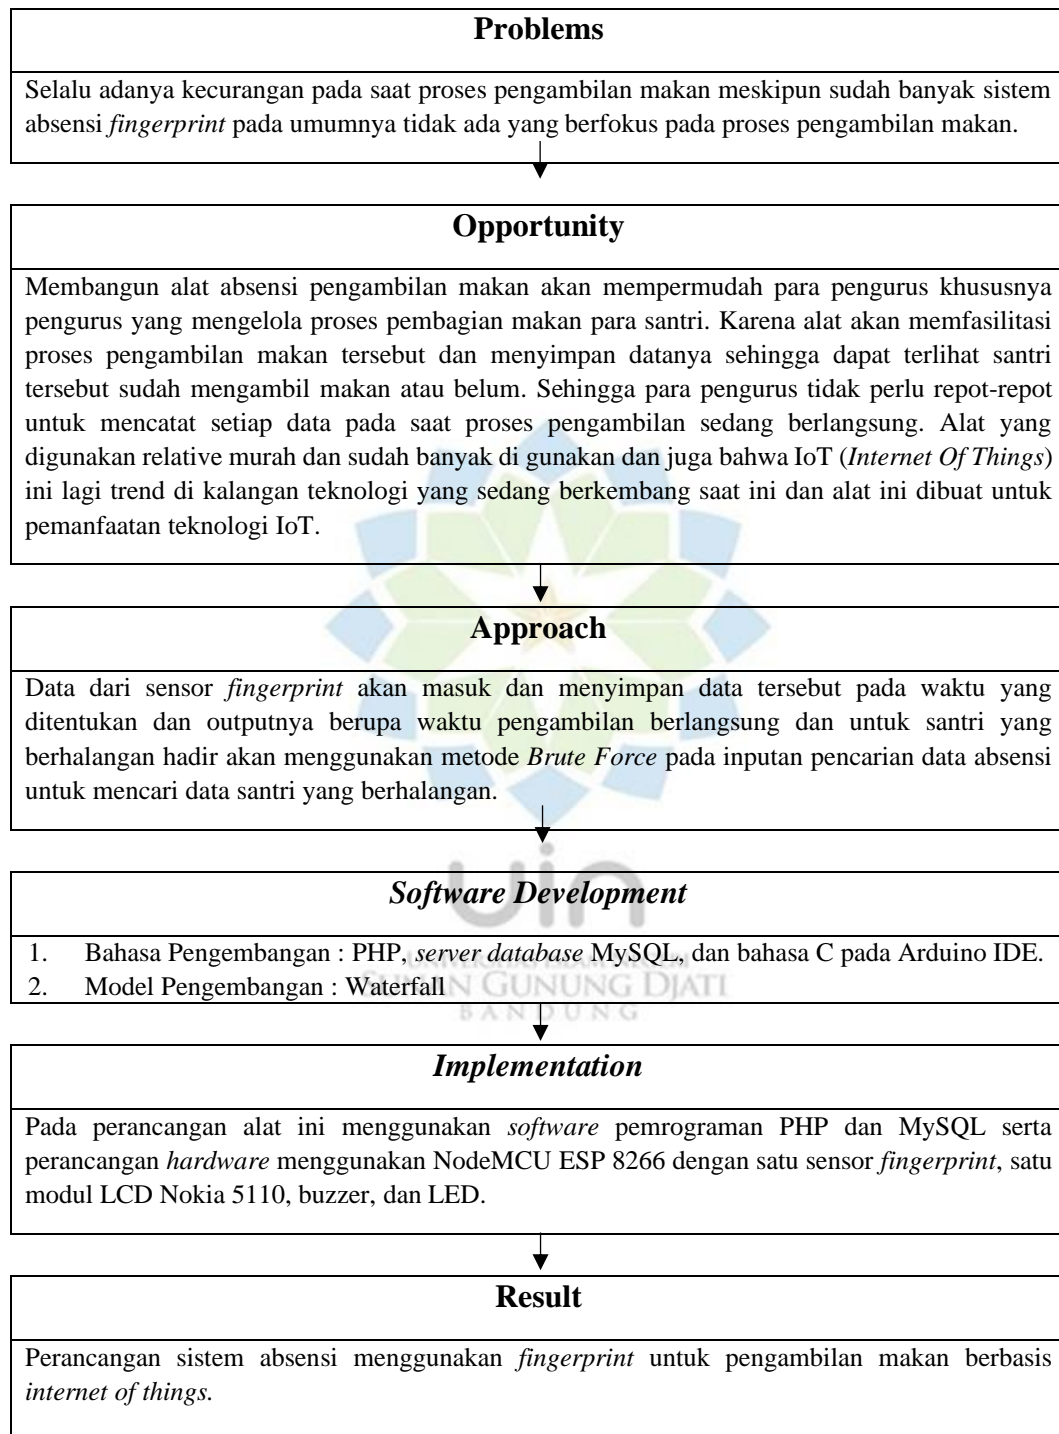 Problems
Selalu adanya kecurangan pada saat proses pengambilan makan meskipun sudah banyak sistem
absensi fingerprint pada umumnya tidak ada yang berfokus pada proses pengambilan makan.
Opportunity
Membangun alat absensi pengambilan makan akan mempermudah para pengurus khususnya
pengurus yang mengelola proses pembagian makan para santri. Karena alat akan memfasilitasi
proses pengambilan makan tersebut dan menyimpan datanya sehingga dapat terlihat santri
tersebut sudah mengambil makan atau belum. Sehingga para pengurus tidak perlu repot-repot
untuk mencatat setiap data pada saat proses pengambilan sedang berlangsung. Alat yang
digunakan relative murah dan sudah banyak di gunakan dan juga bahwa IoT (Internet Of Things)
ini lagi trend di kalangan teknologi yang sedang berkembang saat ini dan alat ini dibuat untuk
pemanfaatan teknologi IoT.
Approach
Data dari sensor fingerprint akan masuk dan menyimpan data tersebut pada waktu yang
ditentukan dan outputnya berupa waktu pengambilan berlangsung dan untuk santri yang
berhalangan hadir akan menggunakan metode Brute Force pada inputan pencarian data absensi
untuk mencari data santri yang berhalangan.
uin
Software Development
1. Bahasa Pengembangan : PHP, server database MySQL, dan bahasa C pada Arduino IDE.
2. Model Pengembangan : Waterfall
GUNUNG DJATI
BANDUNG
Implementation
Pada perancangan alat ini menggunakan software pemrograman PHP dan MySQL serta
perancangan hardware menggunakan NodeMCU ESP 8266 dengan satu sensor fingerprint, satu
modul LCD Nokia 5110, buzzer, dan LED.
Result
Perancangan sistem absensi menggunakan fingerprint untuk pengambilan makan berbasis
internet of things.